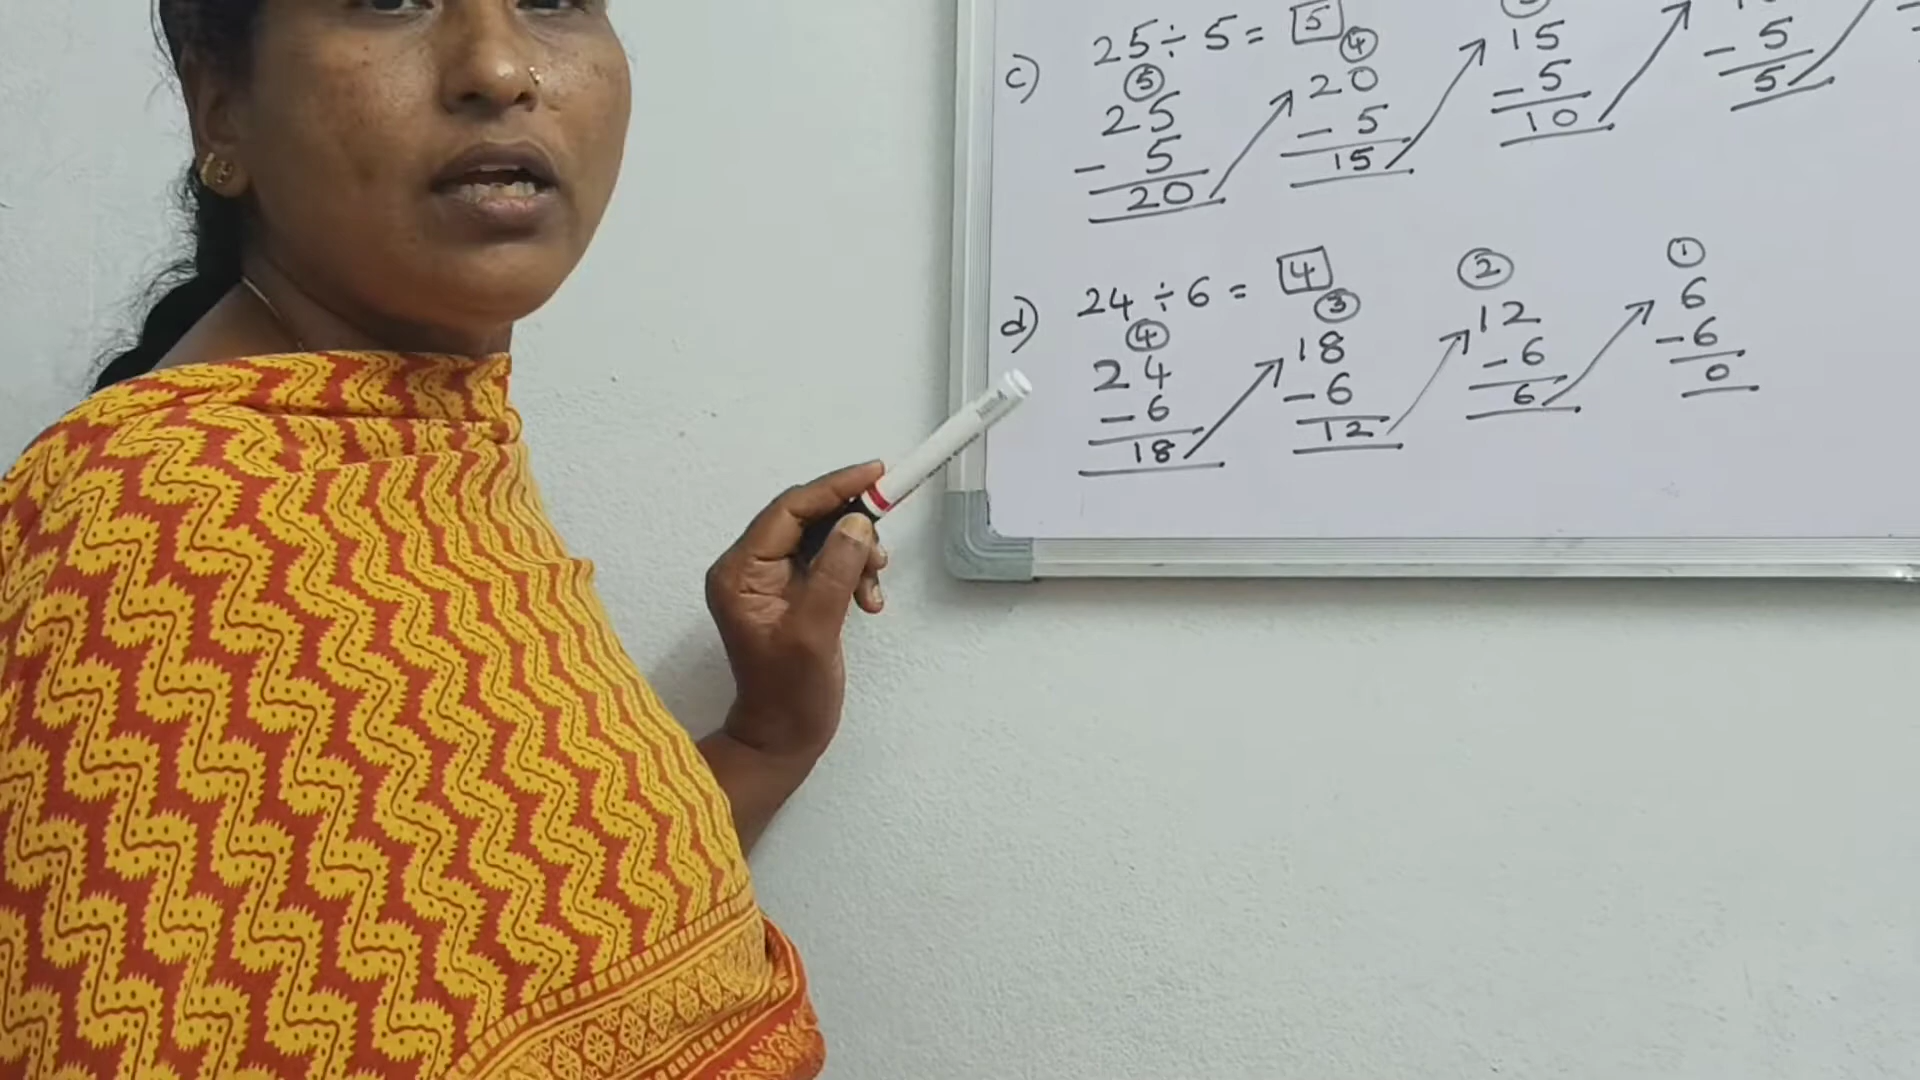 c) 25 ÷ 5 = 5
5 4
25 20 15
- 5 - 5 - 5 - 5
20 15 10 5
d) 24 ÷ 6 = 4
4 3 2 1
24 18 12 6
- 6 - 6 - 6 - 6
18 12 6 0